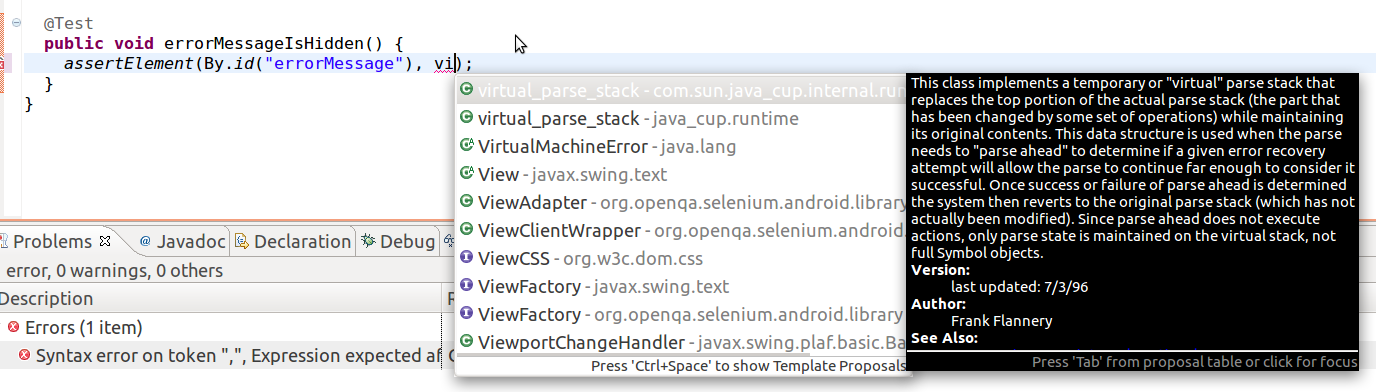 @Test
public void errorMessageIsHidden() {
assertElement(By.id("errorMessage"), vi);
}
}
virtual_parse_stack - com.sun.java_cup.internal.run
virtual_parse_stack - java_cup.runtime
VirtualMachineError - java.lang
View - javax.swing.text
ViewAdapter - org.openqa.selenium.android.library
ViewClientWrapper - org.openqa.selenium.android.
ViewCSS - org.w3c.dom.css
ViewFactory - javax.swing.text
ViewFactory - org.openqa.selenium.android.library
ViewportChangeHandler - javax.swing.plaf.basic.Ba
Press 'Ctrl+Space' to show Template Proposals
This class implements a temporary or "virtual" parse stack that
replaces the top portion of the actual parse stack (the part that
has been changed by some set of operations) while maintaining
its original contents. This data structure is used when the parse
needs to "parse ahead" to determine if a given error recovery
attempt will allow the parse to continue far enough to consider it
successful. Once success or failure of parse ahead is determined
the system then reverts to the original parse stack (which has not
actually been modified). Since parse ahead does not execute
actions, only parse state is maintained on the virtual stack, not
full Symbol objects.
Version:
last updated: 7/3/96
Author:
Frank Flannery
See Also:
Press 'Tab' from proposal table or click for focus
Problems
Javadoc
Declaration
Debug
error, 0 warnings, 0 others
Description
Errors (1 item)
Syntax error on token ",", Expression expected af